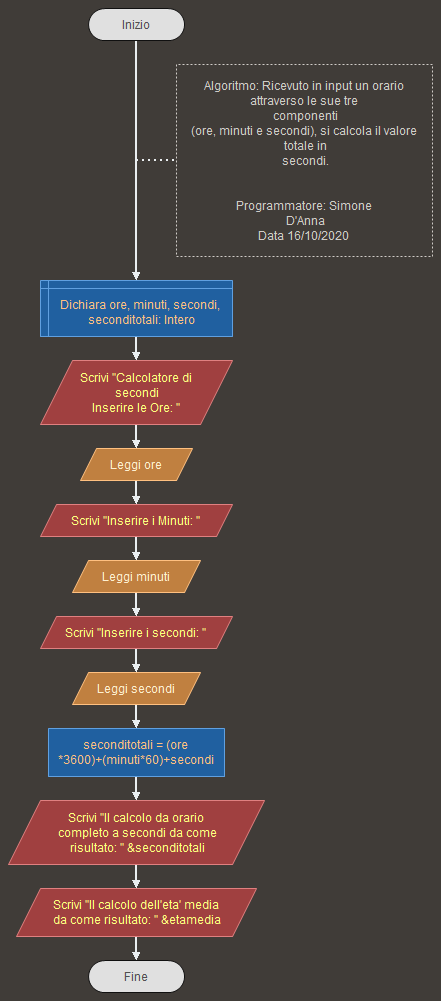 Inizio
Algoritmo: Ricevuto in input un orario
attraverso le sue tre
componenti
(ore, minuti e secondi), si calcola il valore
totale in
secondi.
Programmatore: Simone
D'Anna
Data 16/10/2020
Dichiara ore, minuti, secondi,
seconditotali: Intero
Scrivi "Calcolatore di
secondi
Inserire le Ore: "
Leggi ore
Scrivi "Inserire i Minuti: "
Leggi minuti
Scrivi "Inserire i secondi: "
Leggi secondi
seconditotali = (ore
*3600)+(minuti*60)+secondi
Scrivi "Il calcolo da orario
completo a secondi da come
risultato: " &seconditotali
Scrivi "Il calcolo dell'eta' media
da come risultato: " &etamedia
Fine